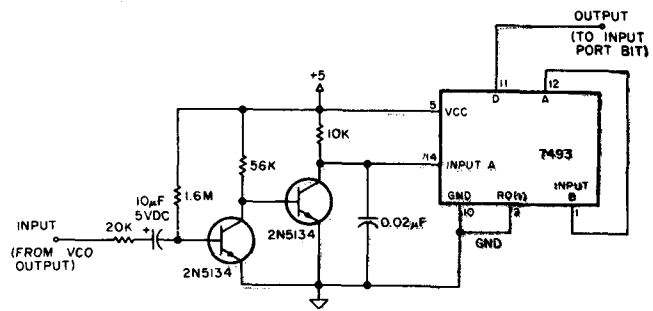 OUTPUT
(TO INPUT
PORT BIT)
11
12
+5
D
A
5
VCC
10K
7493
56K
14
INPUT A
10μF
5VDC
1.6M
INPUT
B
GND
RO(1)
+
0.02μF
10
2
1
INPUT
20K
GND
(FROM VCO
OUTPUT)
2N5134
2N5134